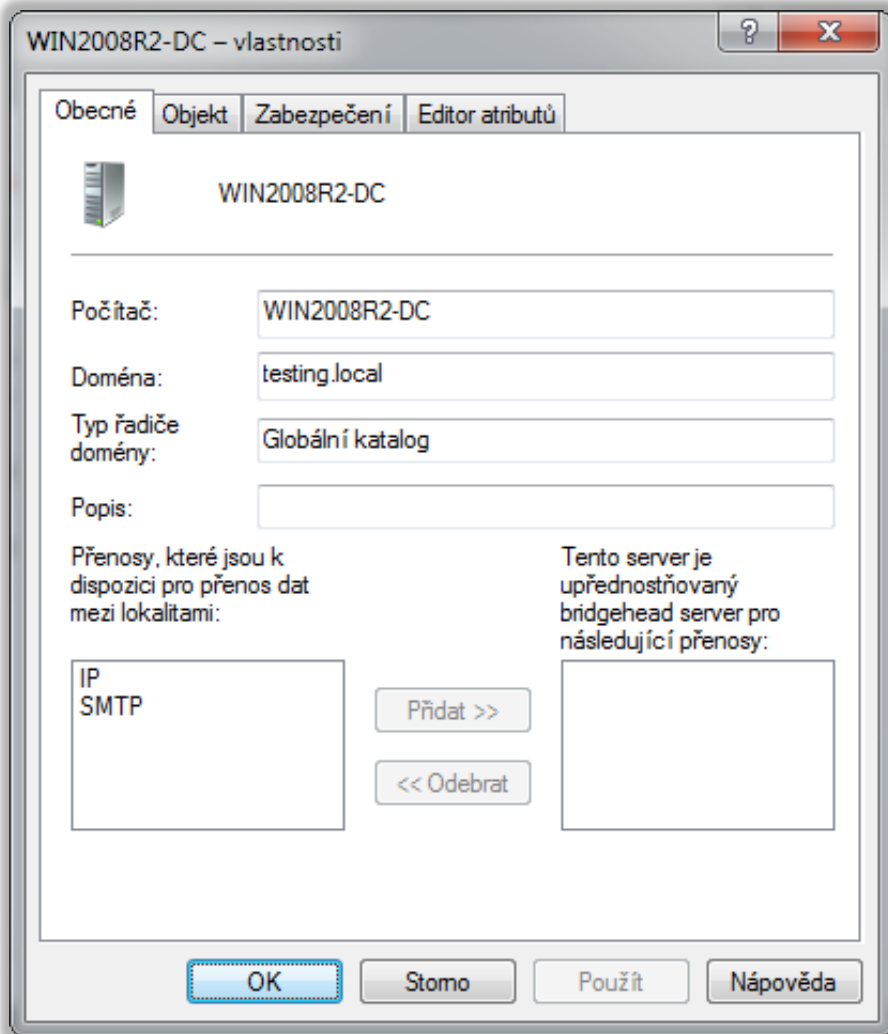 WIN2008R2-DC – vlastnosti
Obecné
Objekt
Zabezpečení
Editor atributů
WIN2008R2-DC
Počítač:
WIN2008R2-DC
Doména:
testing.local
Typ řadiče
domény:
Globální katalog
Popis:
Přenosy, které jsou k
dispozici pro přenos dat
mezi lokalitami:
Tento server je
upřednostňovaný
bridgehead server pro
následující přenosy:
IP
SMTP
Přidat >>
<< Odebrat
OK
Storno
Použít
Nápověda